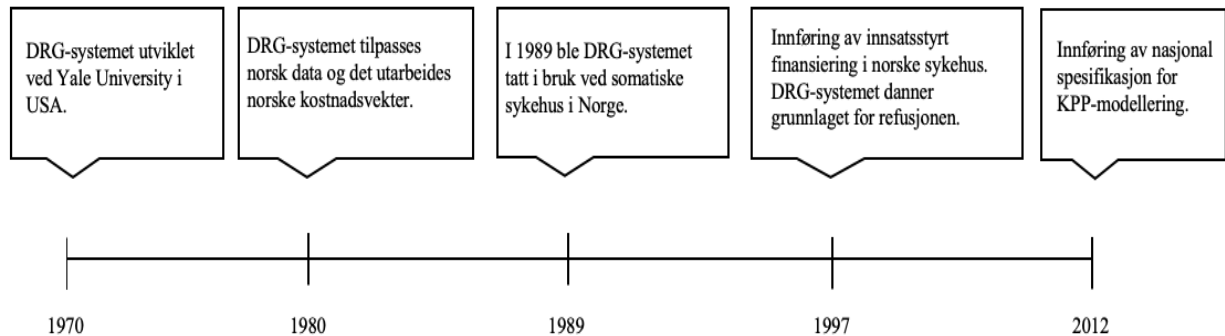 DRG-systemet utviklet
ved Yale University i
USA.
DRG-systemet tilpasses
norsk data og det utarbeides
norske kostnadsvekter.
I 1989 ble DRG-systemet
tatt i bruk ved somatiske
sykehus i Norge.
Innføring av innsatsstyrt
finansiering i norske sykehus.
DRG-systemet danner
grunnlaget for refusjonen.
Innføring av nasjonal
spesifikasjon for
KPP-modellering.
1970
1980
1989
1997
2012